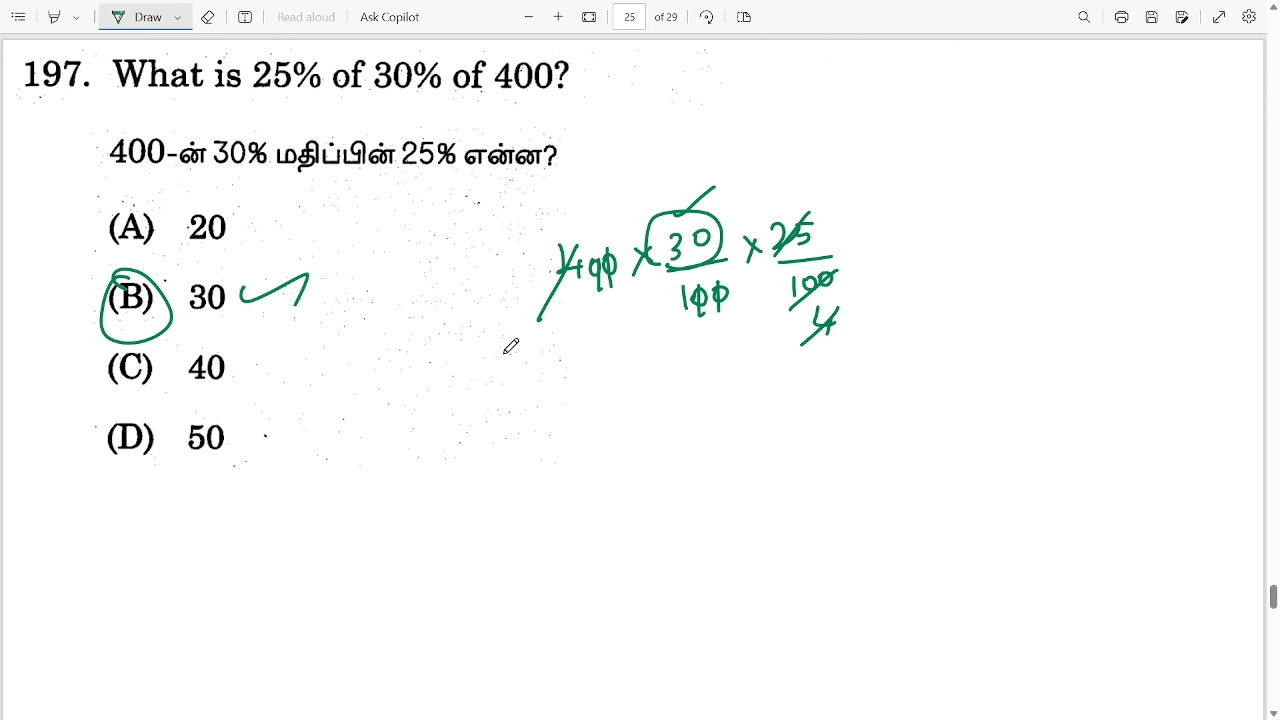 Draw
Read aloud
Ask Copilot
25
of 29
197. What is 25% of 30% of 400?
400-ன் 30% மதிப்பின் 25% என்ன?
(A) 20
(B) 30
(C) 40
(D) 50
400 × 30 × 25
100 100
4